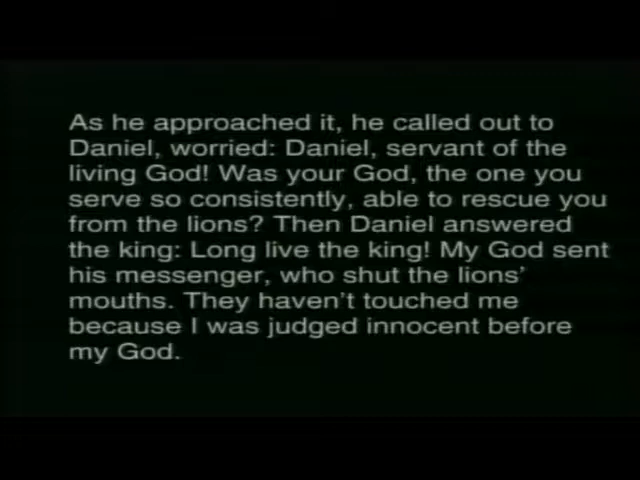 As he approached it, he called out to
Daniel, worried: Daniel, servant of the
living God! Was your God, the one you
serve so consistently, able to rescue you
from the lions? Then Daniel answered
the king: Long live the king! My God sent
his messenger, who shut the lions'
mouths. They haven't touched me
because I was judged innocent before
my God.